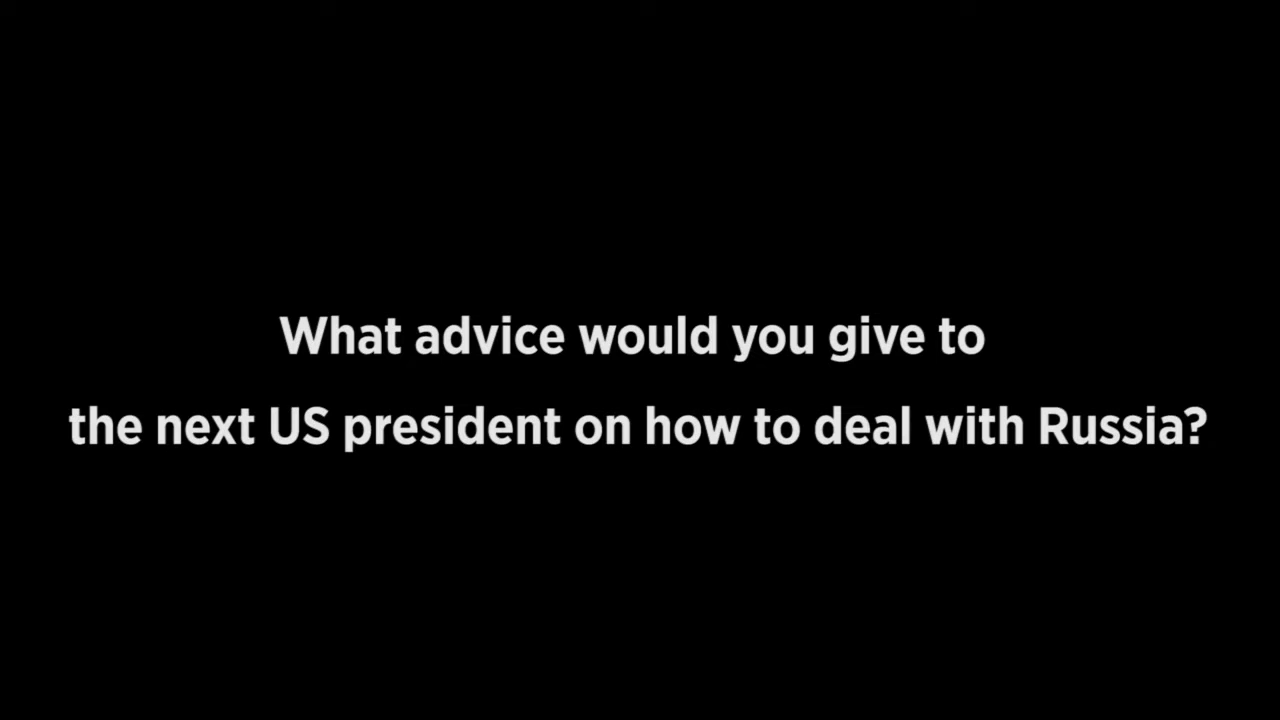 What advice would you give to
the next US president on how to deal with Russia?